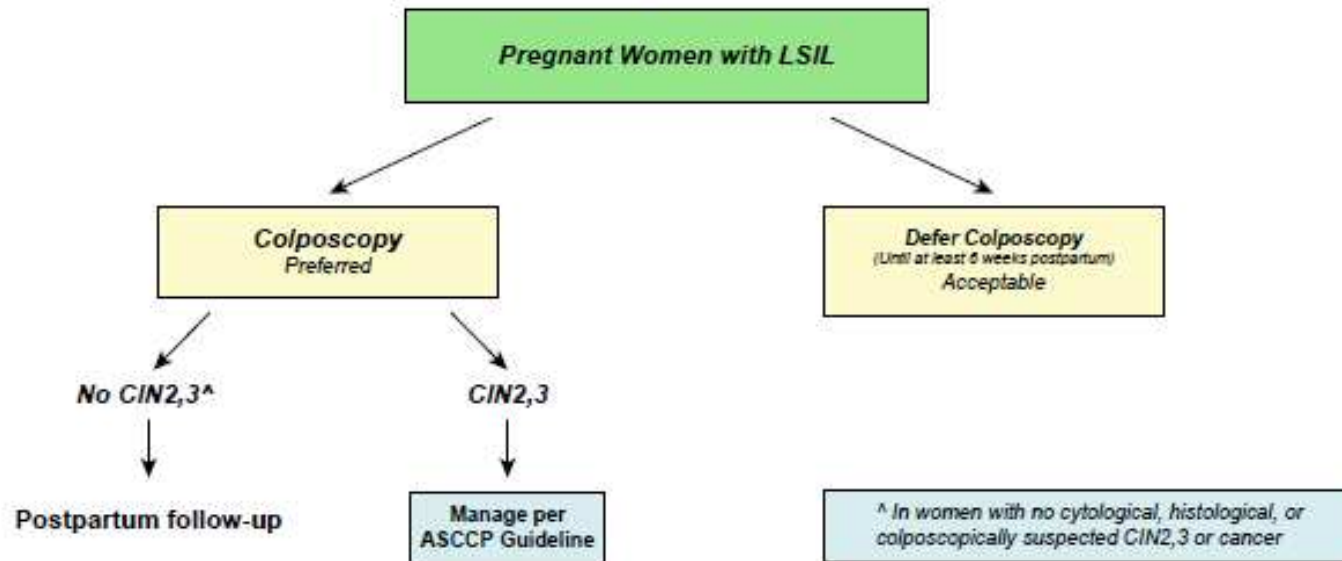 Pregnant Women with LSIL
Colposcopy
Preferred
Defer Colposcopy
(Until at least 6 weeks postpartum)
Acceptable
No CIN2,3^
CIN2,3
Postpartum follow-up
Manage per
ASCCP Guideline
^ In women with no cytological, histological, or
colposcopically suspected CIN2,3 or cancer